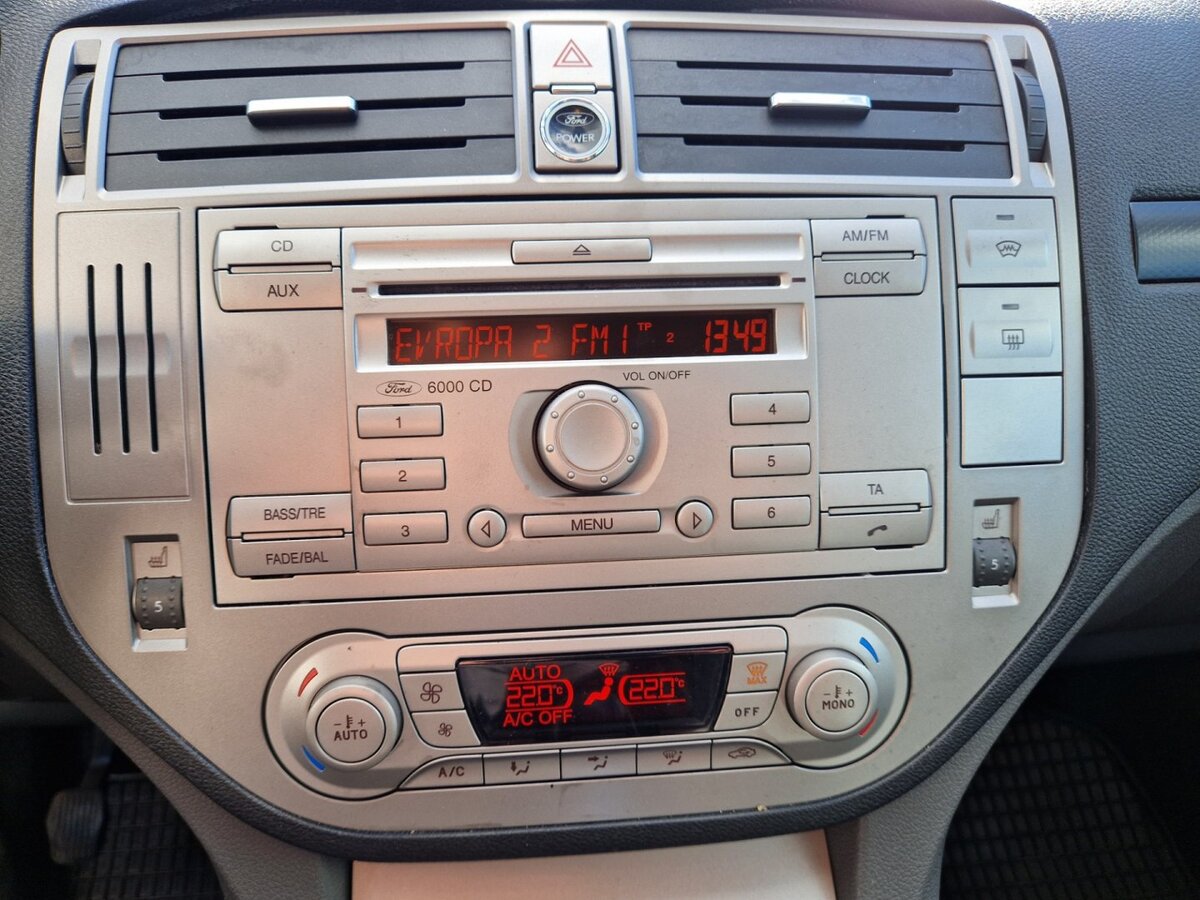 Ford
POWER
CD
AUX
AM/FM
CLOCK
EVROPA 2 FM1 TP 2 1349
Ford 6000 CD
VOL ON/OFF
1
2
3
4
5
6
BASS/TRE
FADE/BAL
MENU
TA
5
5
AUTO
22.0°C
A/C OFF
22.0°C
MAX
OFF
- +
AUTO
- +
MONO
A/C